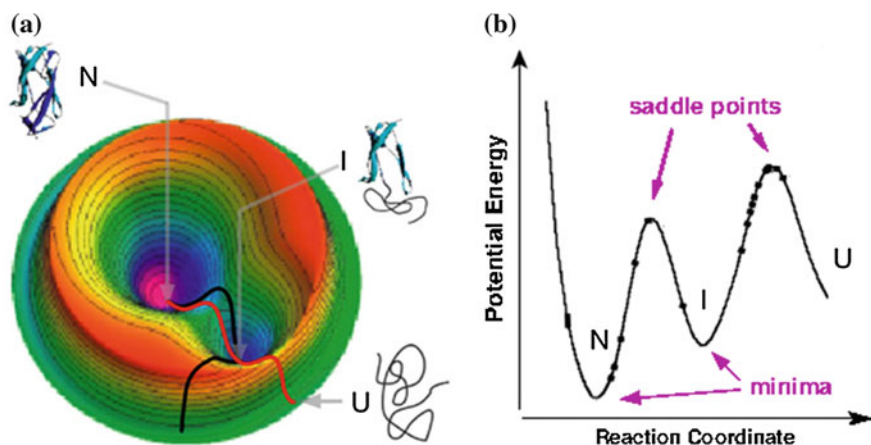 (a)
N
I
U
(b)
saddle points
Potential Energy
N
I
U
minima
Reaction Coordinate